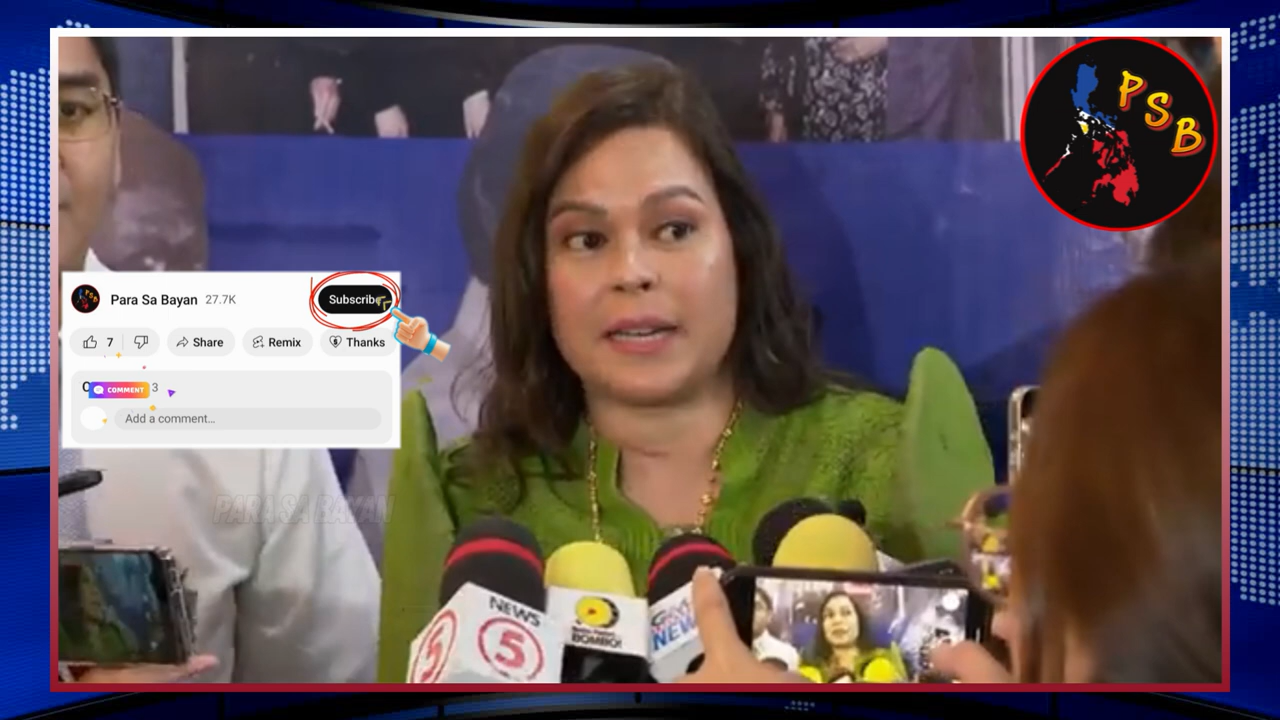 PSB
Para Sa Bayan 27.7K
Subscribe
7
Share
Remix
Thanks
COMMENT
3
Add a comment...
PARA SA BAYAN
NEWS
5
5
BOMBO!
NEWS